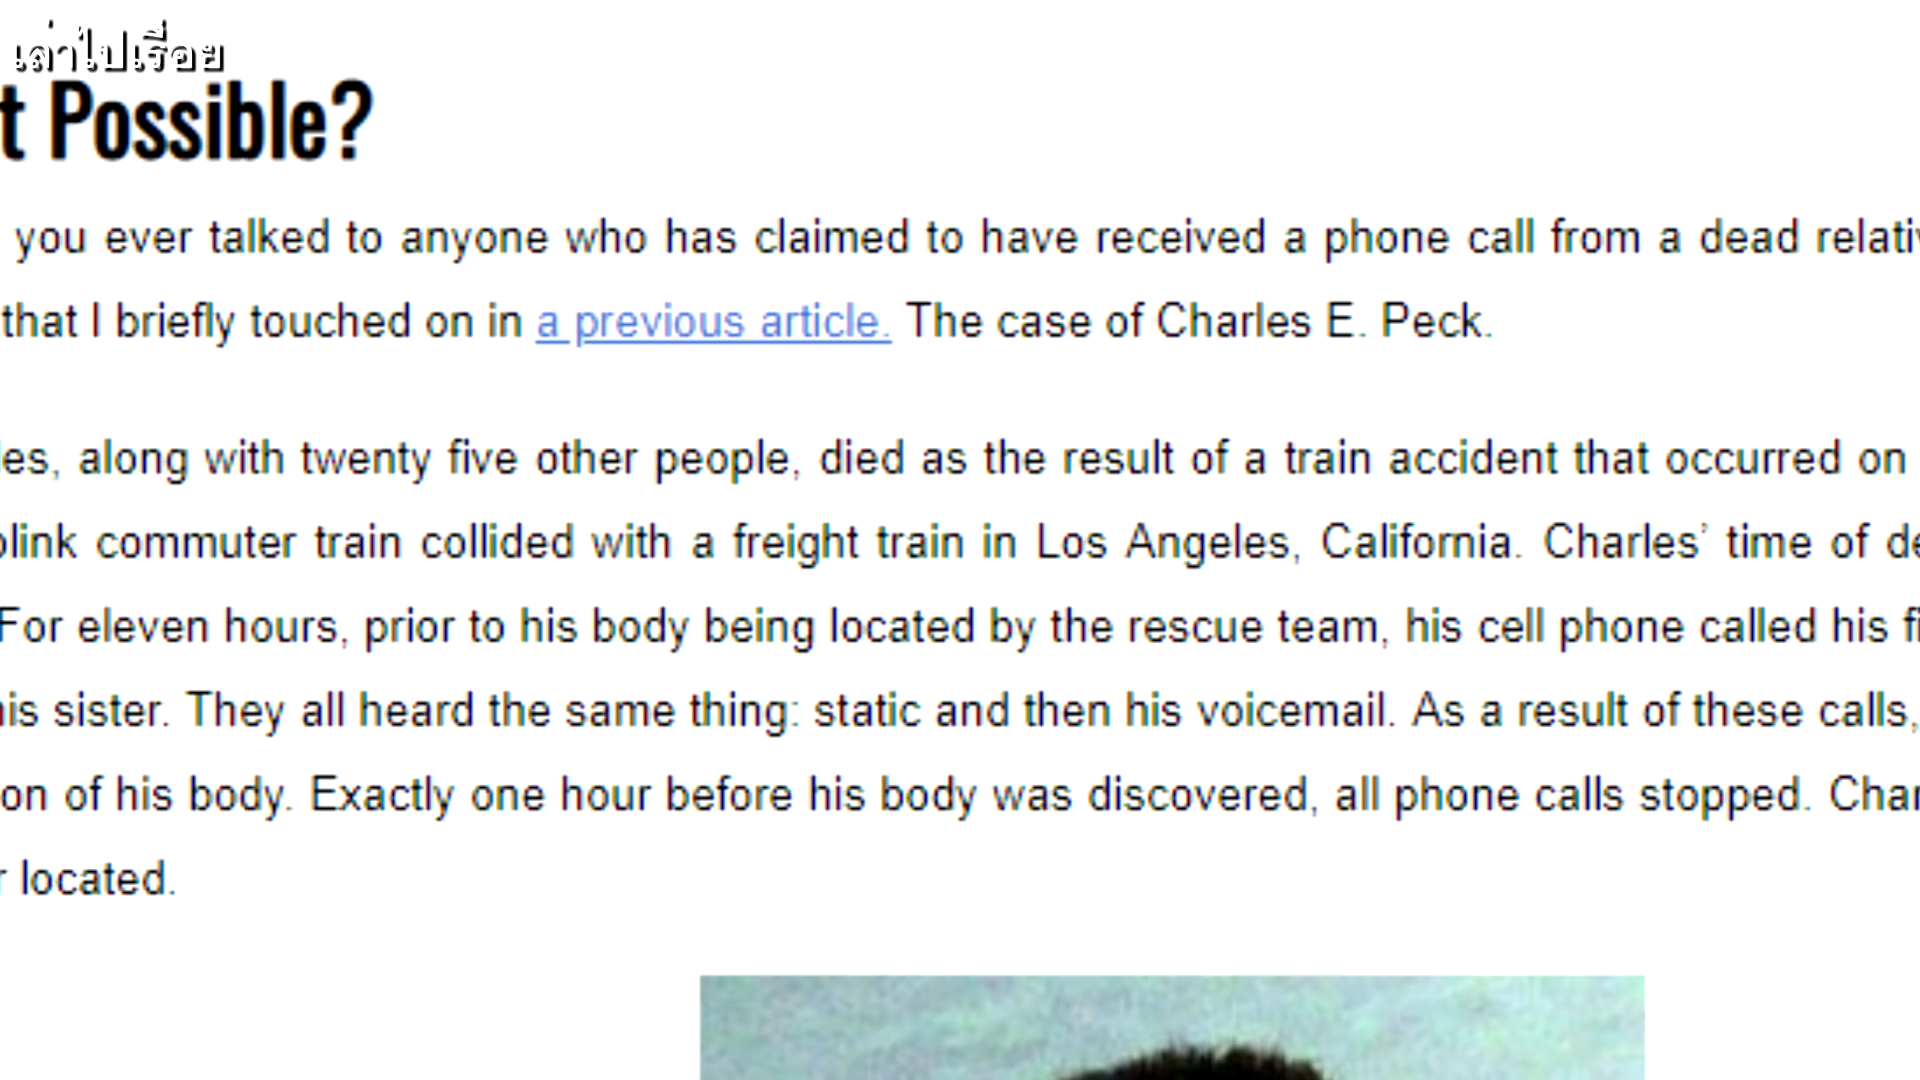 เล่าไปเรื่อย
t Possible?
you ever talked to anyone who has claimed to have received a phone call from a dead relativ
that I briefly touched on in a previous article. The case of Charles E. Peck.
les, along with twenty five other people, died as the result of a train accident that occurred on
olink commuter train collided with a freight train in Los Angeles, California. Charles’ time of de
For eleven hours, prior to his body being located by the rescue team, his cell phone called his fi
his sister. They all heard the same thing: static and then his voicemail. As a result of these calls,
on of his body. Exactly one hour before his body was discovered, all phone calls stopped. Char
r located.